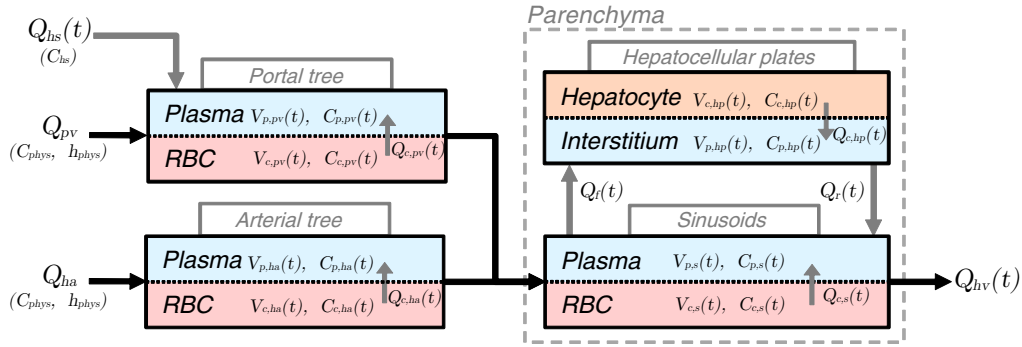 Q_hs(t)
(C_hs)
Portal tree
Plasma V_p,pv(t), C_p,pv(t)
Q_pv
(C_phys, h_phys)
RBC V_c,pv(t), C_c,pv(t) Q_c,pv(t)
Arterial tree
Plasma V_p,ha(t), C_p,ha(t)
Q_ha
(C_phys, h_phys)
RBC V_c,ha(t), C_c,ha(t) Q_c,ha(t)
Parenchyma
Hepatocellular plates
Hepatocyte V_c,hp(t), C_c,hp(t)
Interstitium V_p,hp(t), C_p,hp(t) Q_c,hp(t)
Q_f(t)
Q_r(t)
Sinusoids
Plasma V_p,s(t), C_p,s(t)
RBC V_c,s(t), C_c,s(t) Q_c,s(t)
Q_hv(t)